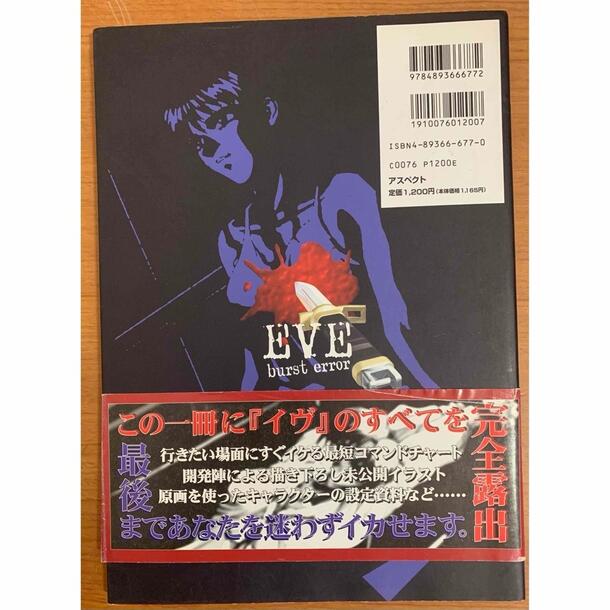 9784893666772
1910076012007
ISBN4-89366-677-0
C0076 P1200E
アスペクト
定価1,200円(本体価格1,165円)
EVE
burst error
この一冊に『イヴ』のすべてを完全露出
行きたい場面にすぐイケる最短コマンドチャート
開発陣による描き下ろし未公開イラスト
原画を使ったキャラクターの設定資料など……
最後まであなたを迷わずイカせます。